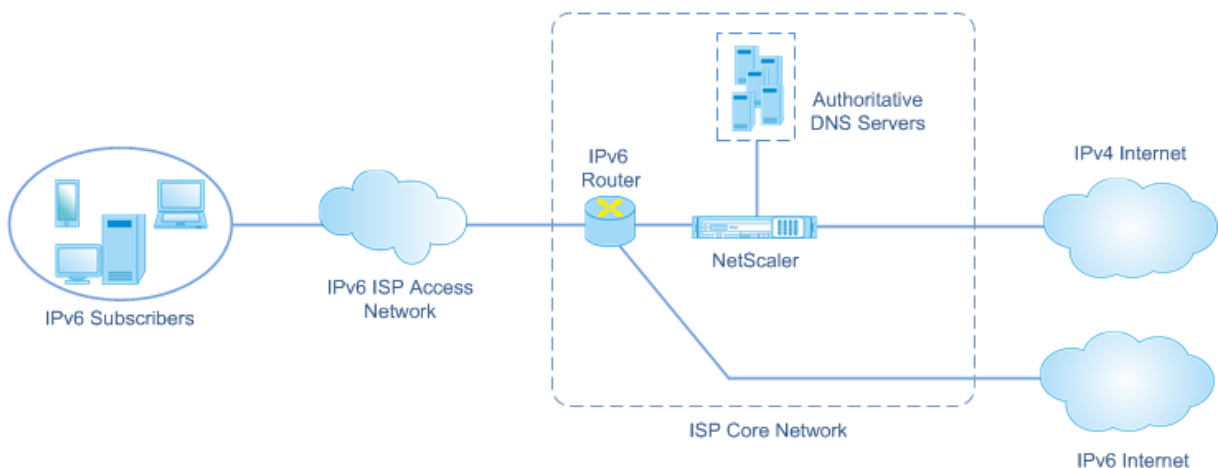 IPv6 Subscribers
IPv6 ISP Access
Network
IPv6
Router
NetScaler
Authoritative
DNS Servers
ISP Core Network
IPv4 Internet
IPv6 Internet